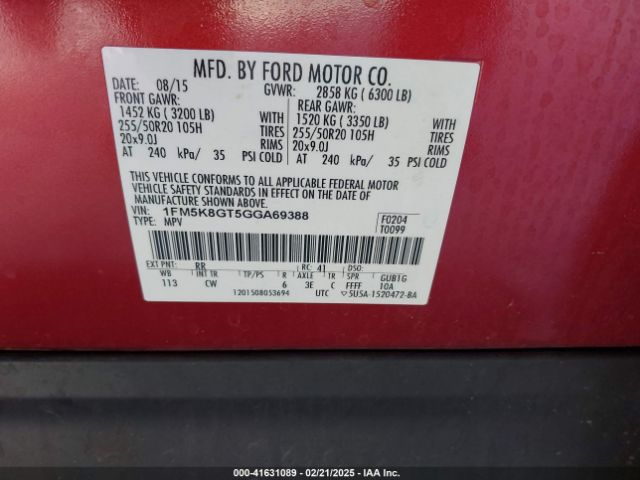 MFD. BY FORD MOTOR CO.
DATE: 08/15 GVWR: 2858 KG ( 6300 LB)
FRONT GAWR: REAR GAWR:
1452 KG ( 3200 LB) WITH 1520 KG ( 3350 LB) WITH
255/50R20 105H TIRES 255/50R20 105H TIRES
20x9.0J RIMS 20x9.0J RIMS
AT 240 kPa/ 35 PSI COLD AT 240 kPa/ 35 PSI COLD
THIS VEHICLE CONFORMS TO ALL APPLICABLE FEDERAL MOTOR
VEHICLE SAFETY STANDARDS IN EFFECT ON THE DATE OF
MANUFACTURE SHOWN ABOVE.
VIN: 1FM5K8GT5GGA69388 F0204
TYPE: MPV T0099
EXT PNT: RR RC: 41 DSO:
WB INT TR TP/PS R AXLE TR SPR GUB1G
113 CW 6 3E C FFFF 10A
1201508053694 UTC ▽5U5A-1520472-BA
00-41631089 - 02/21/2025 - IAA Inc.